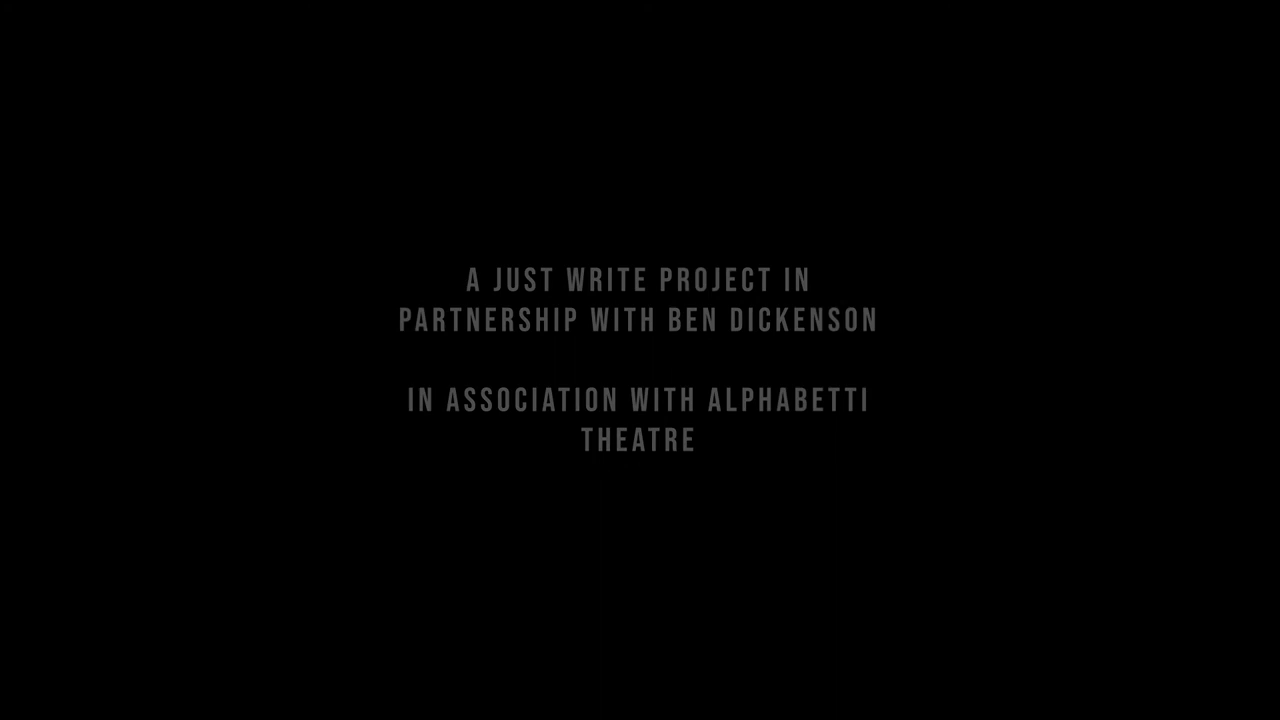 A JUST WRITE PROJECT IN
PARTNERSHIP WITH BEN DICKENSON
IN ASSOCIATION WITH ALPHABETTI
THEATRE